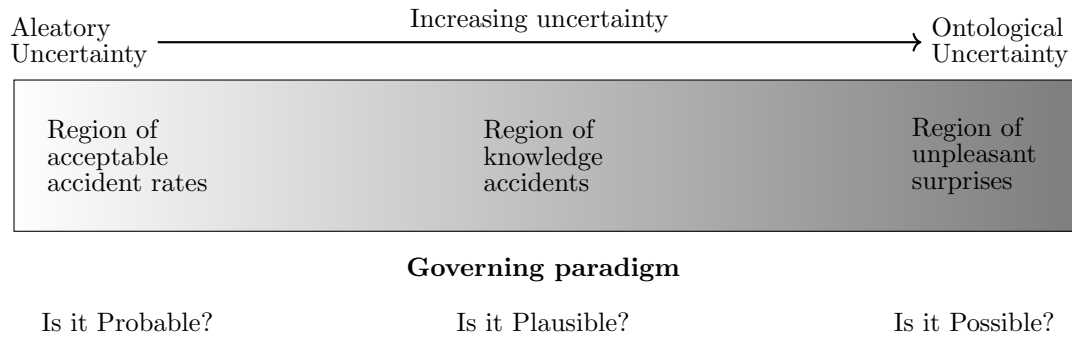 Aleatory
Uncertainty
Increasing uncertainty
Ontological
Uncertainty
Region of
acceptable
accident rates
Region of
knowledge
accidents
Region of
unpleasant
surprises
Governing paradigm
Is it Probable?
Is it Plausible?
Is it Possible?